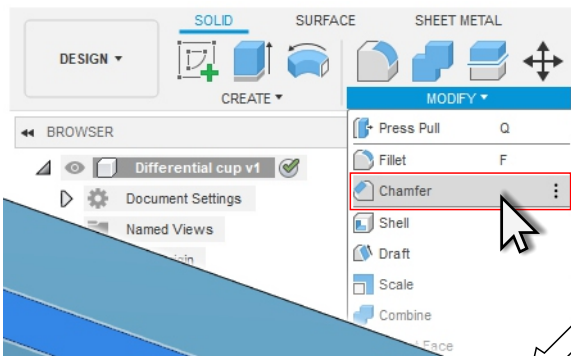 SOLID SURFACE SHEET METAL
DESIGN ▾
CREATE ▾ MODIFY ▾
BROWSER
Differential cup v1
Document Settings
Named Views
Press Pull Q
Fillet F
Chamfer
Shell
Draft
Scale
Combine
Face